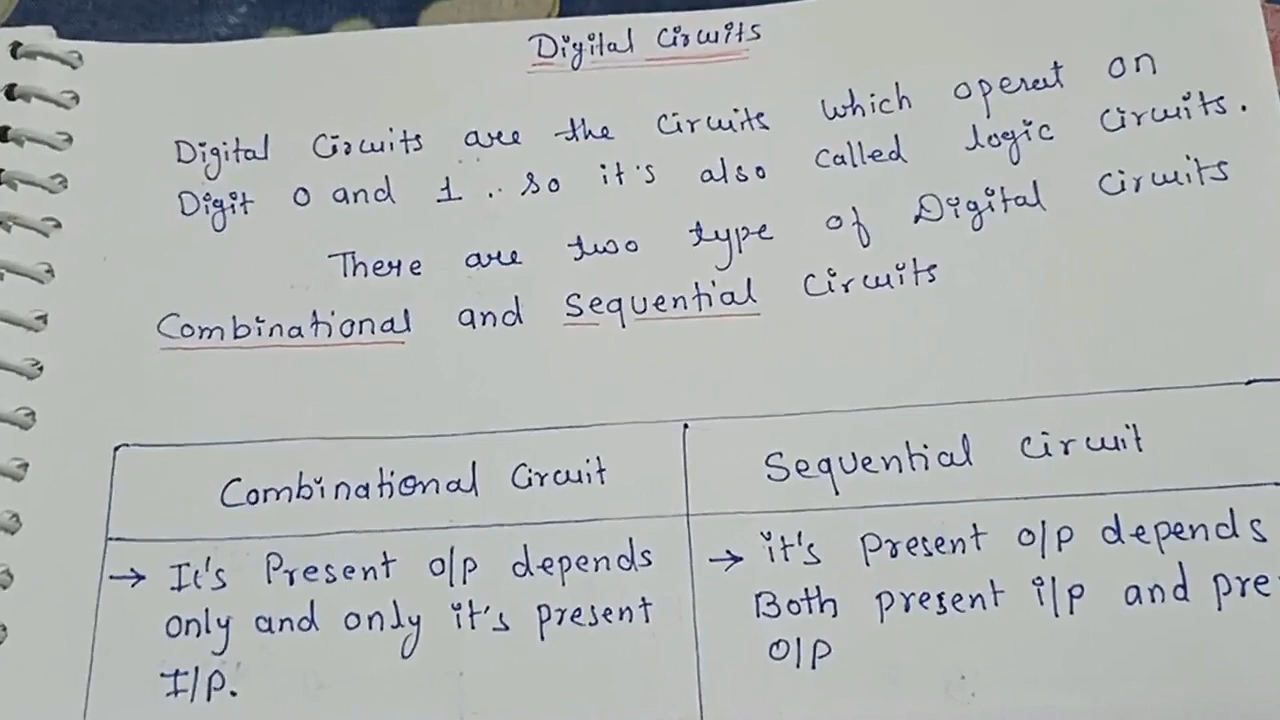 Digital Circuits
Digital Circuits are the circuits which operat on
Digit 0 and 1 .. so it's also called logic circuits.
There are two type of Digital circuits
Combinational and Sequential circuits
Combinational Circuit
Sequential Circuit
→ It's Present o/p depends
only and only it's present
I/p.
→ it's present o/p depends
Both present i/p and pre
O/p